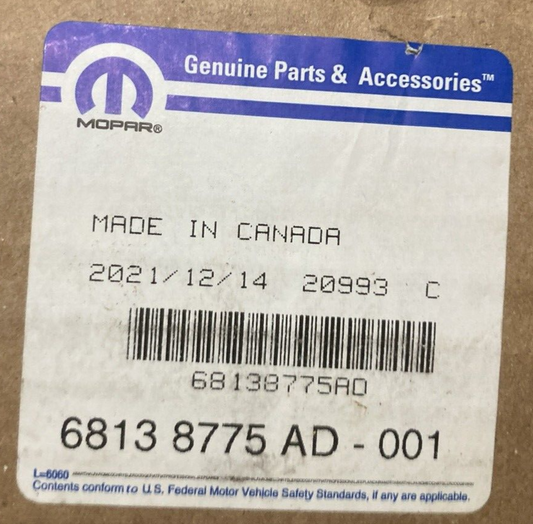 Genuine Parts & Accessories™
MOPAR®
MADE IN CANADA
2021/12/14 20993 C
68138775AD
6813 8775 AD - 001
L=6060
Contents conform to U.S. Federal Motor Vehicle Safety Standards, if any are applicable.